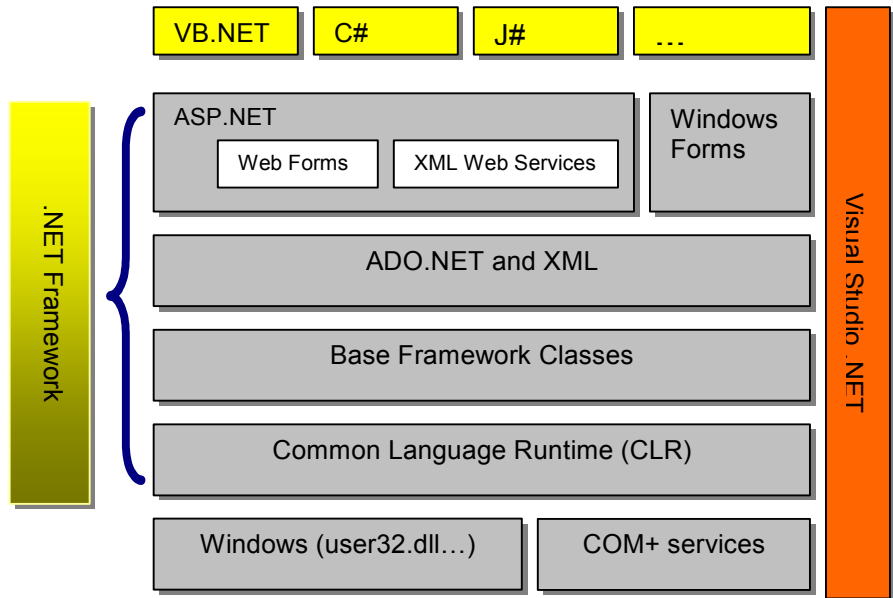 VB.NET
C#
J#
...
ASP.NET
Web Forms
XML Web Services
Windows
Forms
.NET Framework
ADO.NET and XML
Visual Studio .NET
Base Framework Classes
Common Language Runtime (CLR)
Windows (user32.dll…)
COM+ services